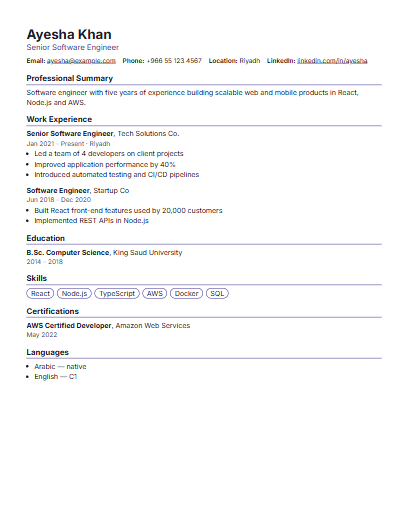 Ayesha Khan
Senior Software Engineer
Email: ayesha@example.com Phone: +966 55 123 4567 Location: Riyadh LinkedIn: linkedin.com/in/ayesha
Professional Summary
Software engineer with five years of experience building scalable web and mobile products in React,
Node.js and AWS.
Work Experience
Senior Software Engineer, Tech Solutions Co.
Jan 2021 - Present · Riyadh
• Led a team of 4 developers on client projects
• Improved application performance by 40%
• Introduced automated testing and CI/CD pipelines
Software Engineer, Startup Co
Jun 2018 - Dec 2020
• Built React front-end features used by 20,000 customers
• Implemented REST APIs in Node.js
Education
B.Sc. Computer Science, King Saud University
2014 - 2018
Skills
React Node.js TypeScript AWS Docker SQL
Certifications
AWS Certified Developer, Amazon Web Services
May 2022
Languages
• Arabic — native
• English — C1